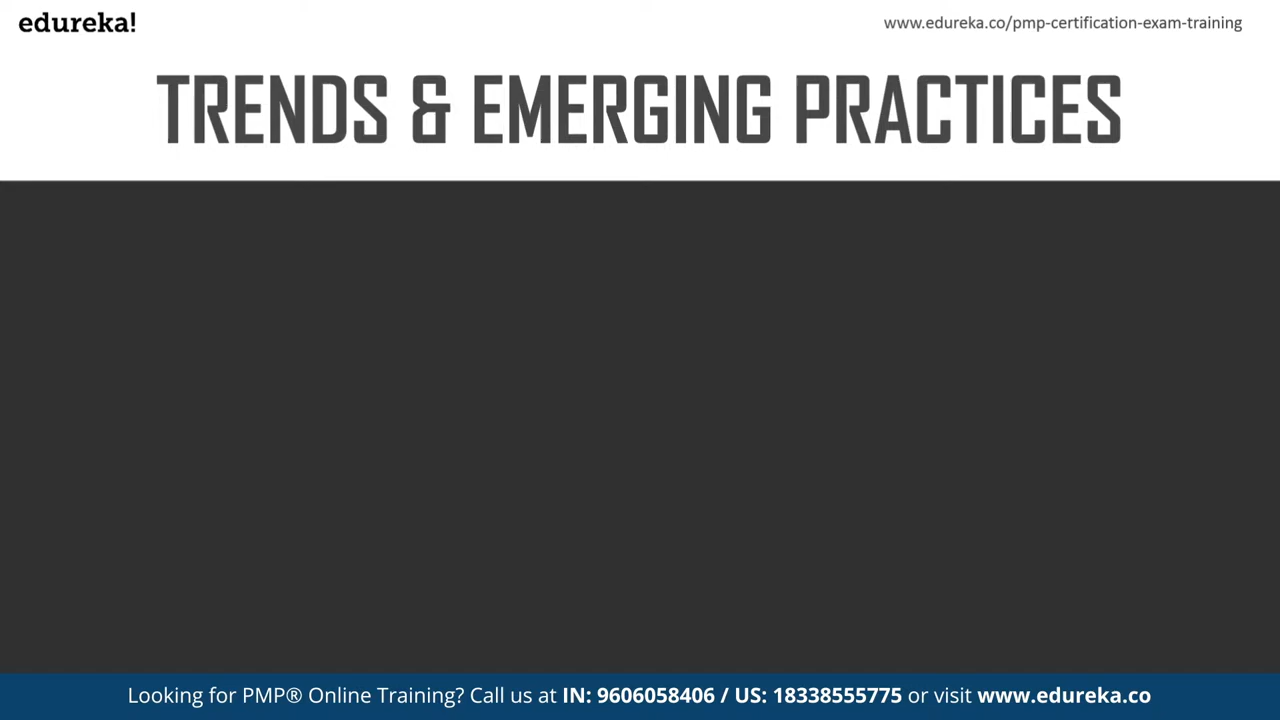 edureka!
www.edureka.co/pmp-certification-exam-training
TRENDS & EMERGING PRACTICES
Looking for PMP® Online Training? Call us at IN: 9606058406 / US: 18338555775 or visit www.edureka.co